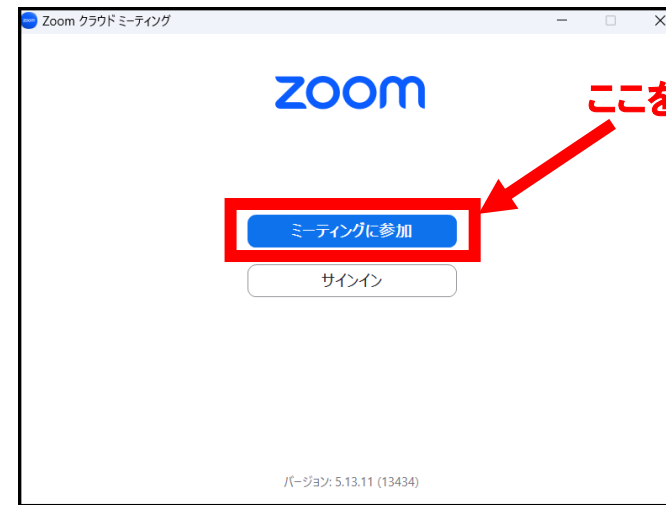 Zoom クラウド ミーティング
zoom
ここを
ミーティングに参加
サインイン
バージョン: 5.13.11 (13434)